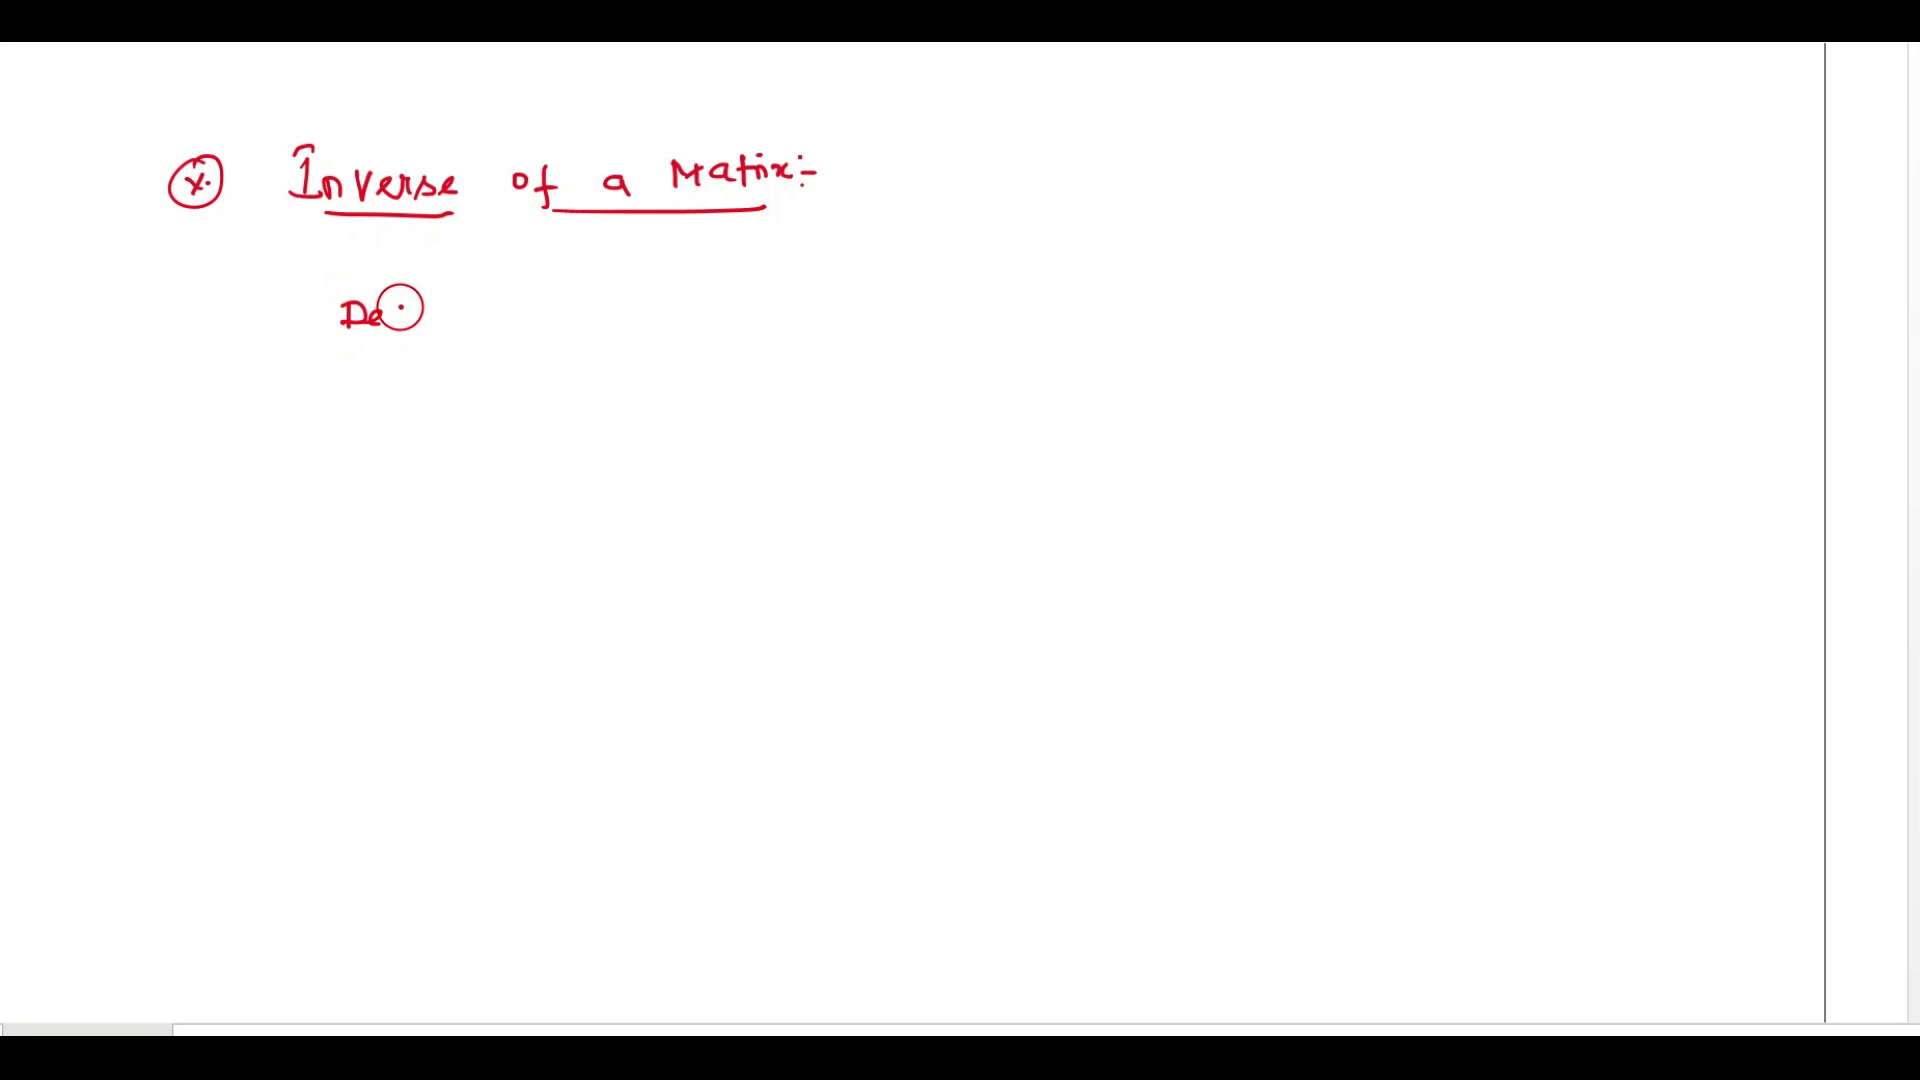 Inverse of a Matrix:-
De